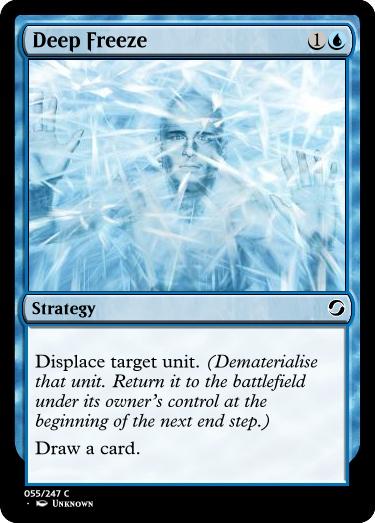 Deep Freeze 1
Strategy
Displace target unit. (Dematerialise
that unit. Return it to the battlefield
under its owner's control at the
beginning of the next end step.)
Draw a card.
055/247 C
· Unknown